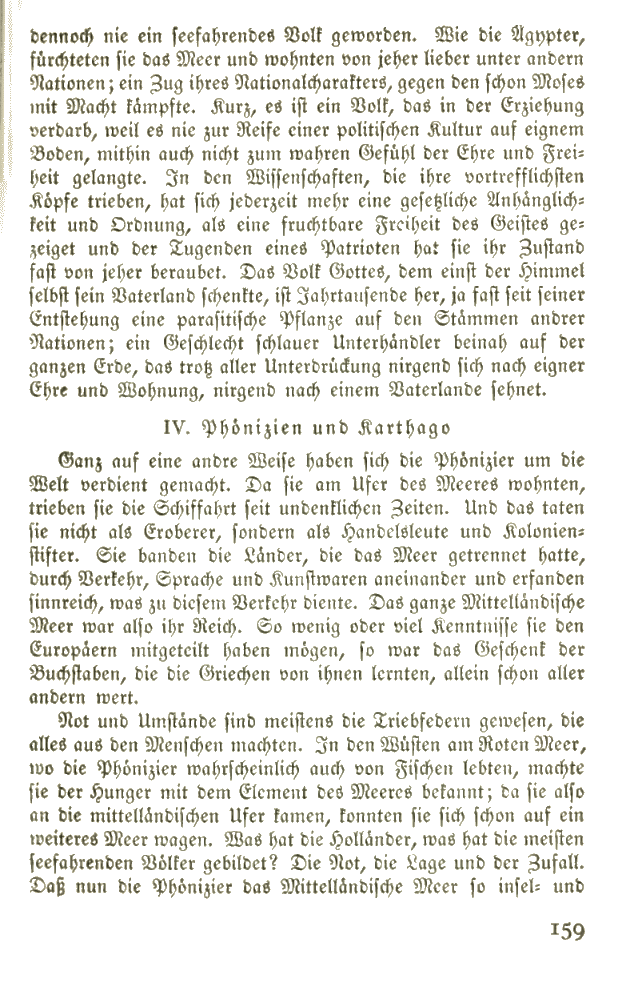 dennoch nie ein seefahrendes Volk geworden. Wie die Ägypter,
fürchteten sie das Meer und wohnten von jeher lieber unter andern
Nationen; ein Zug ihres Nationalcharakters, gegen den schon Moses
mit Macht kämpfte. Kurz, es ist ein Volk, das in der Erziehung
verdarb, weil es nie zur Reife einer politischen Kultur auf eignem
Boden, mithin auch nicht zum wahren Gefühl der Ehre und Frei-
heit gelangte. In den Wissenschaften, die ihre vortrefflichsten
Köpfe trieben, hat sich jederzeit mehr eine gesetzliche Anhänglich-
keit und Ordnung, als eine fruchtbare Freiheit des Geistes ge-
zeiget und der Tugenden eines Patrioten hat sie ihr Zustand
fast von jeher beraubet. Das Volk Gottes, dem einst der Himmel
selbst sein Vaterland schenkte, ist Jahrtausende her, ja fast seit seiner
Entstehung eine parasitische Pflanze auf den Stämmen andrer
Nationen; ein Geschlecht schlauer Unterhändler beinah auf der
ganzen Erde, das trotz aller Unterdrückung nirgend sich nach eigner
Ehre und Wohnung, nirgend nach einem Vaterlande sehnet.
IV. Phönizien und Karthago
Ganz auf eine andre Weise haben sich die Phönizier um die
Welt verdient gemacht. Da sie am Ufer des Meeres wohnten,
trieben sie die Schiffahrt seit undenklichen Zeiten. Und das taten
sie nicht als Eroberer, sondern als Handelsleute und Kolonien-
stifter. Sie banden die Länder, die das Meer getrennet hatte,
durch Verkehr, Sprache und Kunstwaren aneinander und erfanden
sinnreich, was zu diesem Verkehr diente. Das ganze Mittelländische
Meer war also ihr Reich. So wenig oder viel Kenntnisse sie den
Europäern mitgeteilt haben mögen, so war das Geschenk der
Buchstaben, die die Griechen von ihnen lernten, allein schon aller
andern wert.
Not und Umstände sind meistens die Triebfedern gewesen, die
alles aus den Menschen machten. In den Wüsten am Roten Meer,
wo die Phönizier wahrscheinlich auch von Fischen lebten, machte
sie der Hunger mit dem Element des Meeres bekannt; da sie also
an die mittelländischen Ufer kamen, konnten sie sich schon auf ein
weiteres Meer wagen. Was hat die Holländer, was hat die meisten
seefahrenden Völker gebildet? Die Not, die Lage und der Zufall.
Daß nun die Phönizier das Mittelländische Meer so insel- und
159